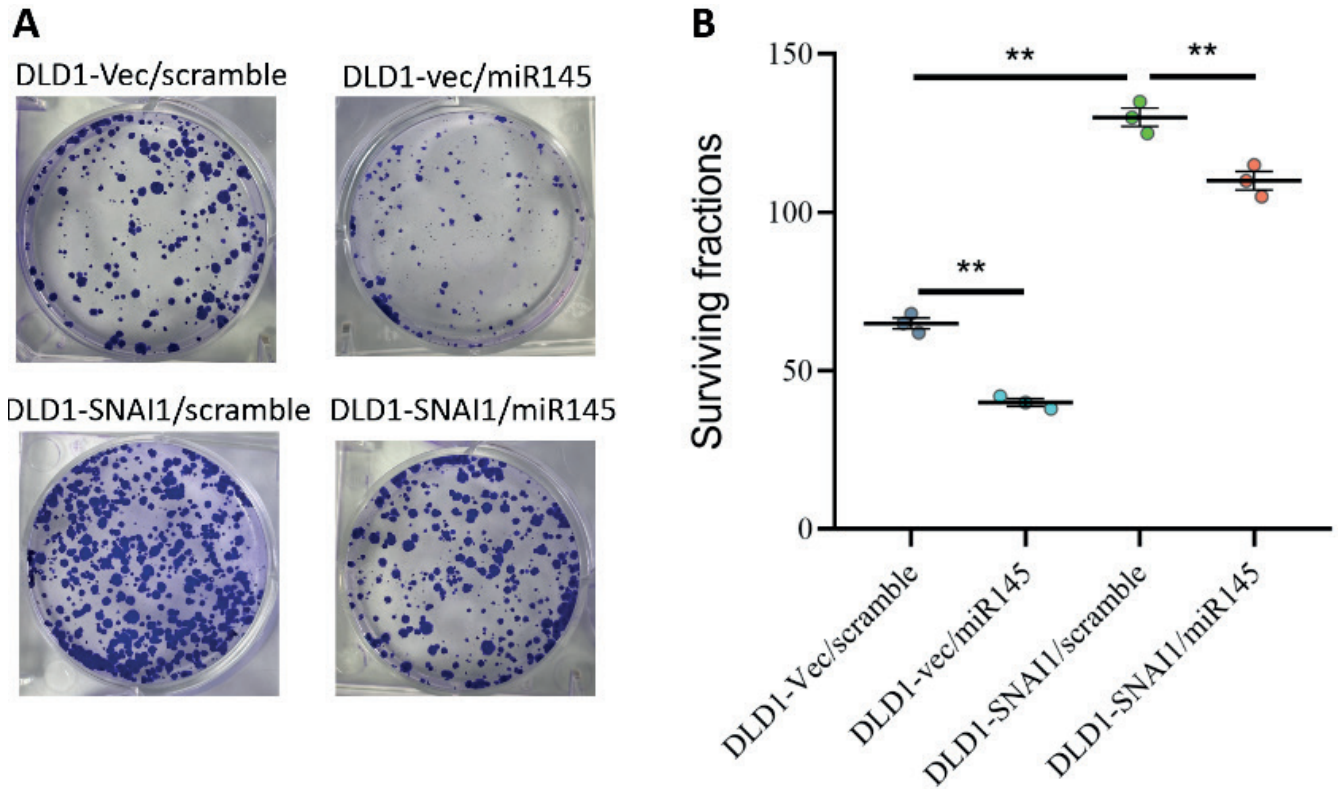 A
DLD1-Vec/scramble
DLD1-vec/miR145
DLD1-SNAI1/scramble
DLD1-SNAI1/miR145
B
Surviving fractions
150
100
50
0
**
**
**
DLD1-Vec/scramble
DLD1-vec/miR145
DLD1-SNAI1/scramble
DLD1-SNAI1/miR145